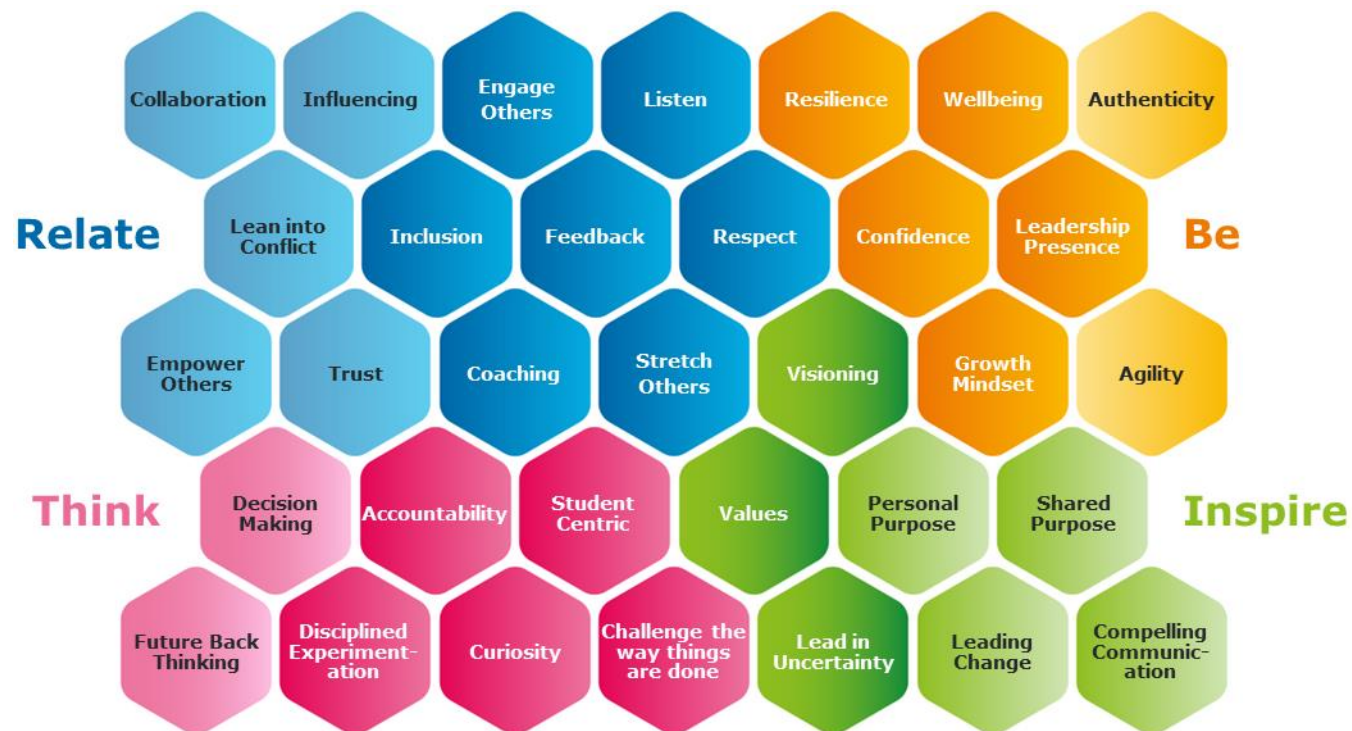 Collaboration
Influencing
Engage
Others
Listen
Resilience
Wellbeing
Authenticity
Relate
Lean into
Conflict
Inclusion
Feedback
Respect
Confidence
Leadership
Presence
Be
Empower
Others
Trust
Coaching
Stretch
Others
Visioning
Growth
Mindset
Agility
Think
Decision
Making
Accountability
Student
Centric
Values
Personal
Purpose
Shared
Purpose
Inspire
Future Back
Thinking
Disciplined
Experiment-
ation
Curiosity
Challenge the
way things
are done
Lead in
Uncertainty
Leading
Change
Compelling
Communic-
ation